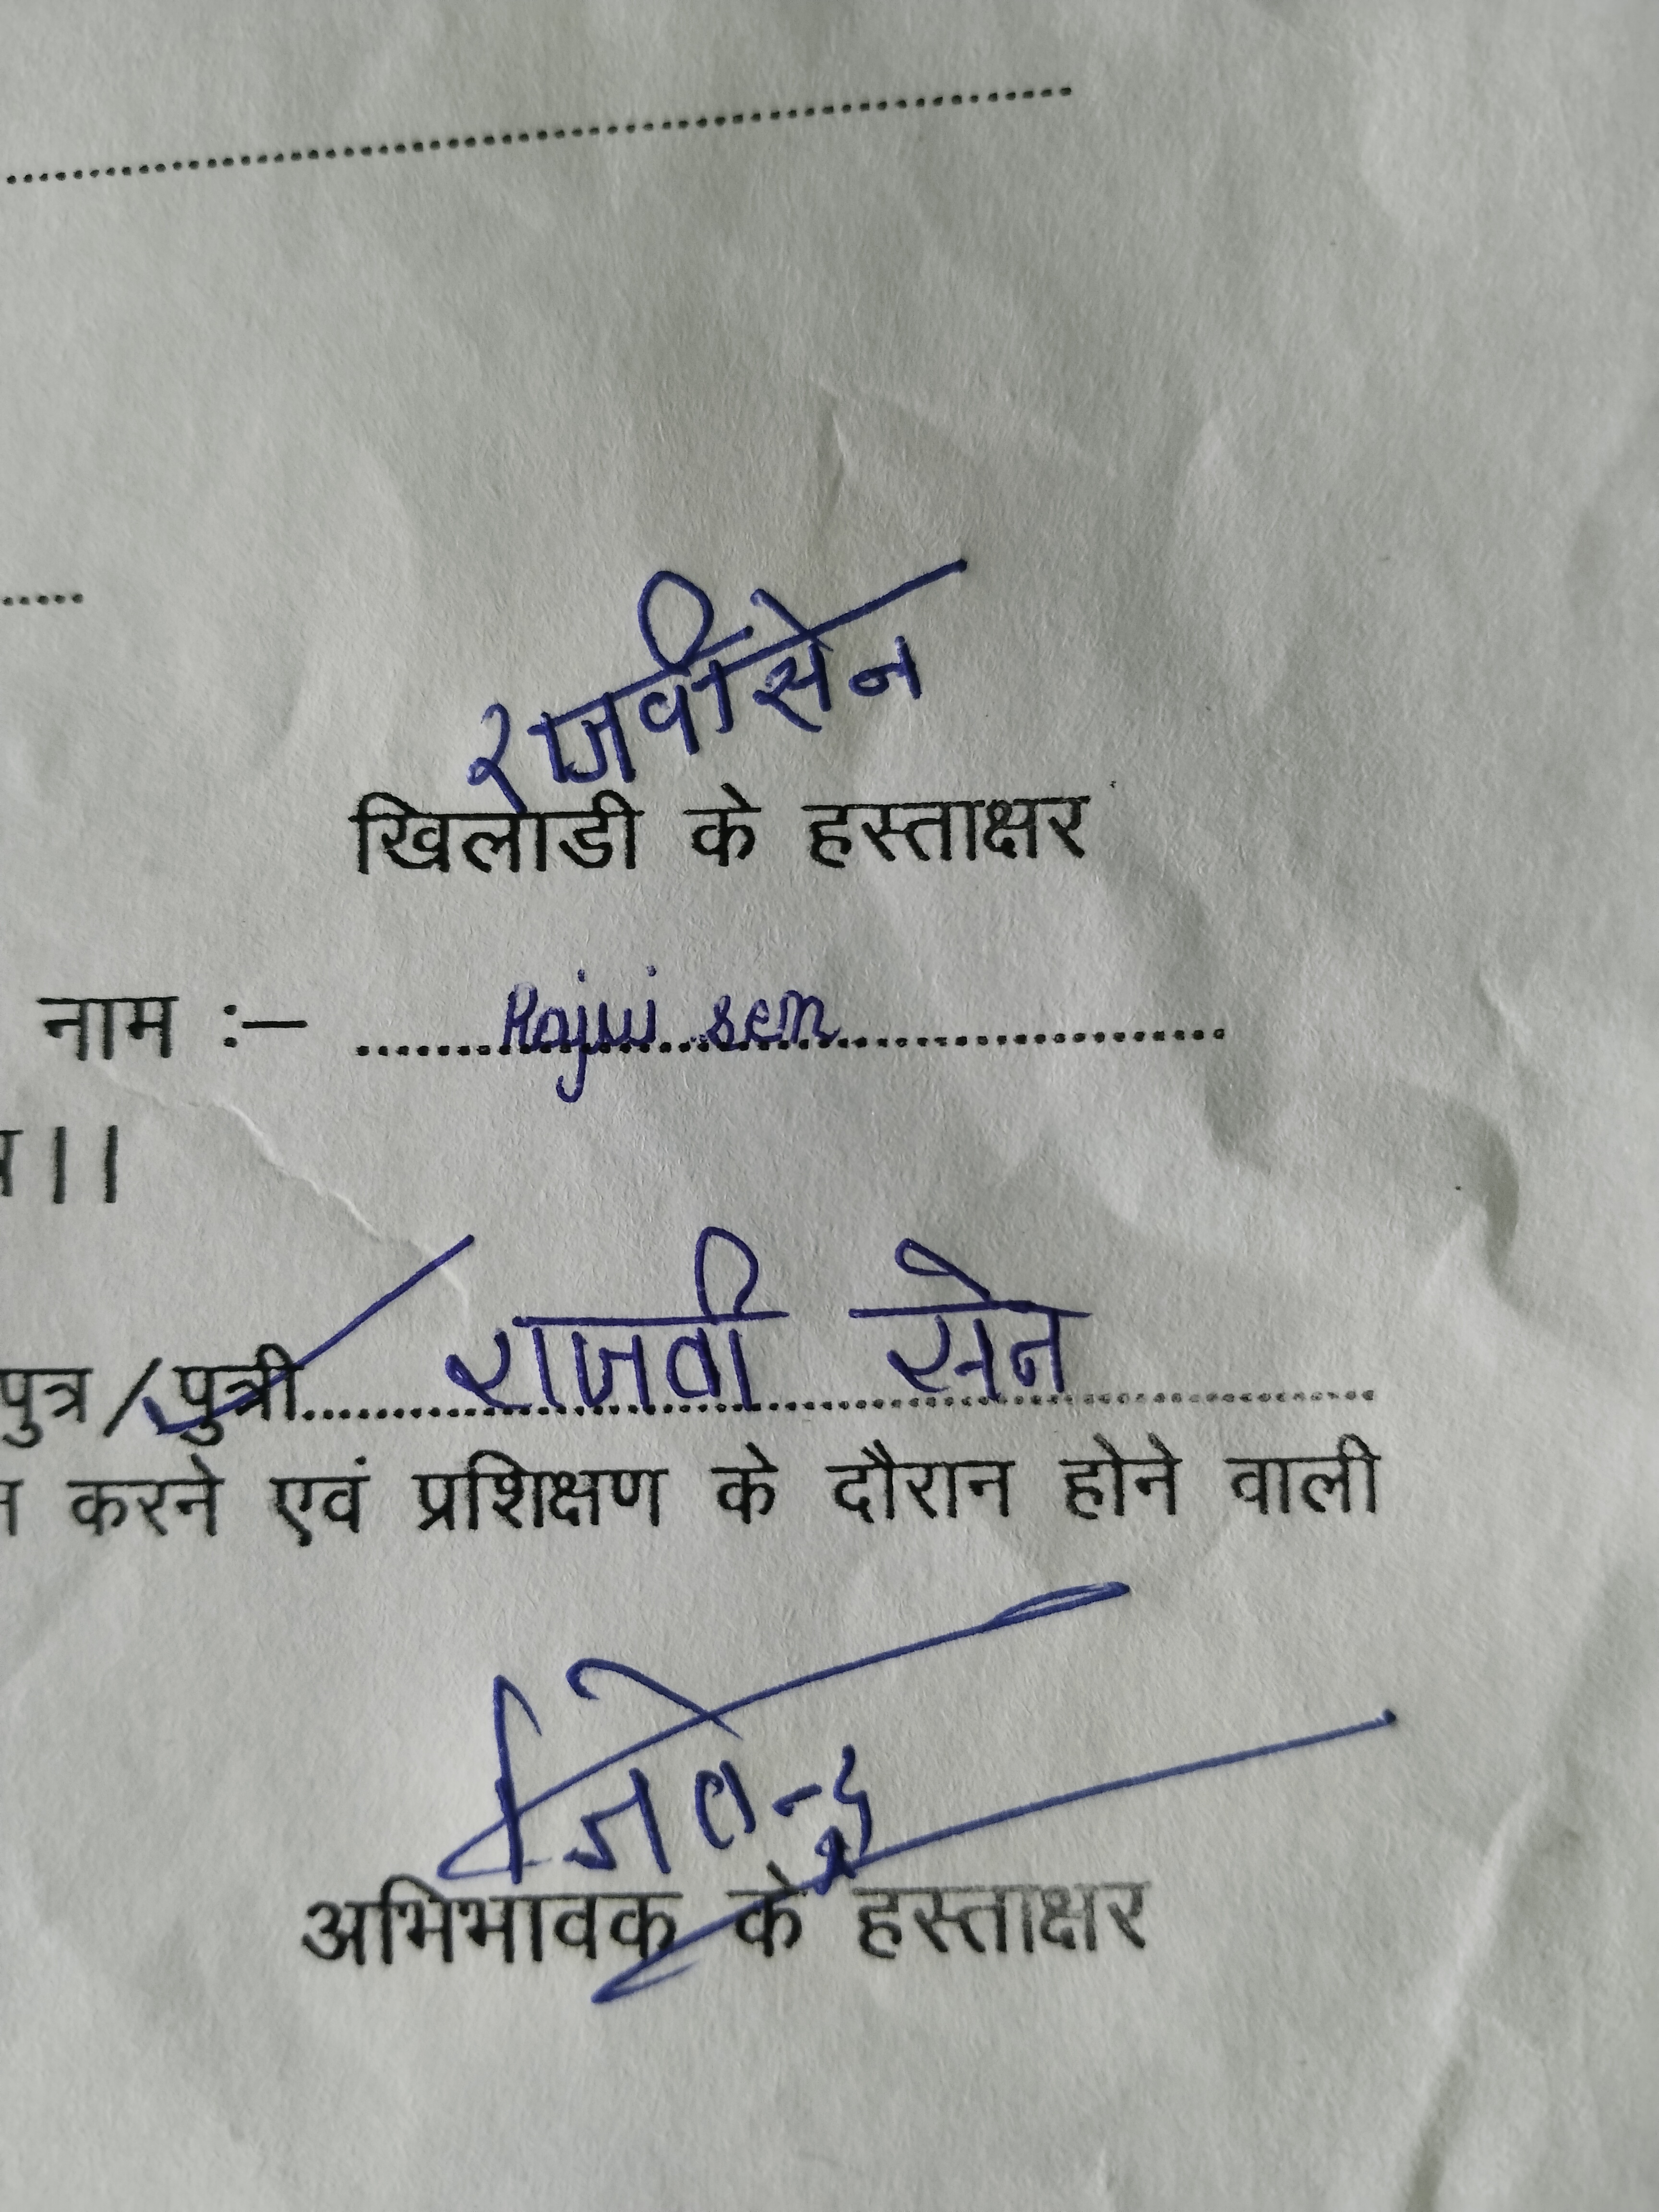 राजवी सेन
खिलाडी के हस्ताक्षर
नाम :– Rajvi sen
।।
पुत्र / पुत्री राजवी सेन
करने एवं प्रशिक्षण के दौरान होने वाली
जितेन्द्र
अभिभावक के हस्ताक्षर